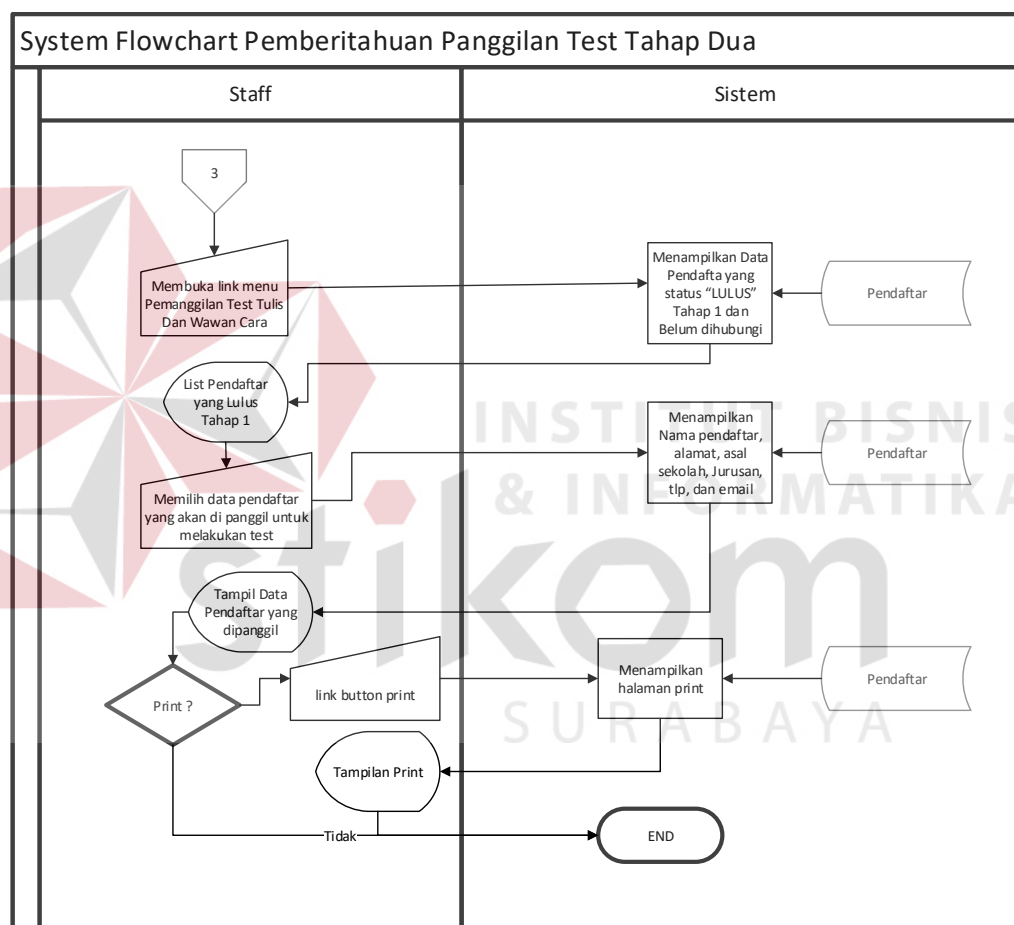 System Flowchart Pemberitahuan Panggilan Test Tahap Dua
Staff
Sistem
3
Membuka link menu
Pemanggilan Test Tulis
Dan Wawan Cara
Menampilkan Data
Pendafta yang
status “LULUS”
Tahap 1 dan
Belum dihubungi
Pendaftar
List Pendaftar
yang Lulus
Tahap 1
Menampilkan
Nama pendaftar,
alamat, asal
sekolah, Jurusan,
tlp, dan email
Pendaftar
Memilih data pendaftar
yang akan di panggil untuk
melakukan test
Tampil Data
Pendaftar yang
dipanggil
Print ?
link button print
Menampilkan
halaman print
Pendaftar
Tampilan Print
Tidak
END
INSTITUT BISNIS
& INFORMATIKA
stikom
SURABAYA